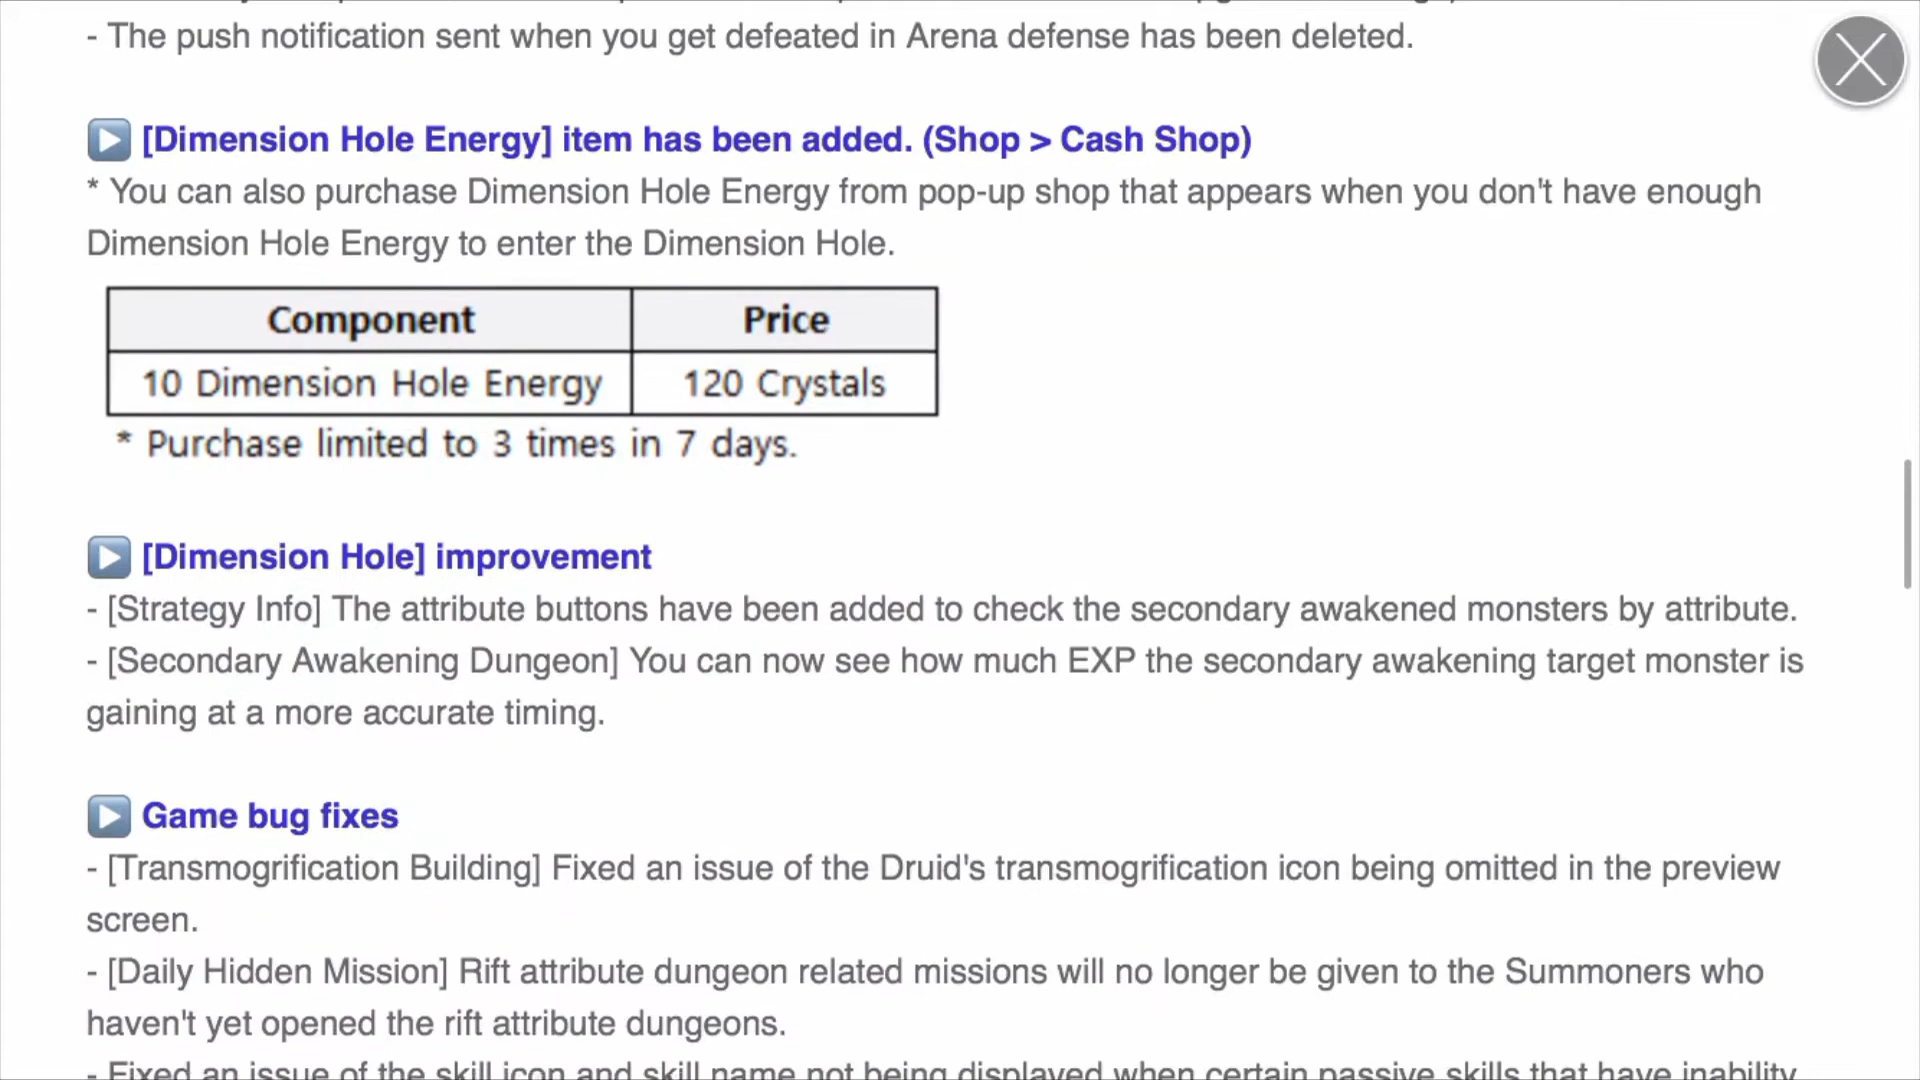 - The push notification sent when you get defeated in Arena defense has been deleted.
[Dimension Hole Energy] item has been added. (Shop > Cash Shop)
* You can also purchase Dimension Hole Energy from pop-up shop that appears when you don't have enough
Dimension Hole Energy to enter the Dimension Hole.
Component Price
10 Dimension Hole Energy 120 Crystals
* Purchase limited to 3 times in 7 days.
[Dimension Hole] improvement
- [Strategy Info] The attribute buttons have been added to check the secondary awakened monsters by attribute.
- [Secondary Awakening Dungeon] You can now see how much EXP the secondary awakening target monster is
gaining at a more accurate timing.
Game bug fixes
- [Transmogrification Building] Fixed an issue of the Druid's transmogrification icon being omitted in the preview
screen.
- [Daily Hidden Mission] Rift attribute dungeon related missions will no longer be given to the Summoners who
haven't yet opened the rift attribute dungeons.
- Fixed an issue of the skill icon and skill name not being displayed when certain passive skills that have inability